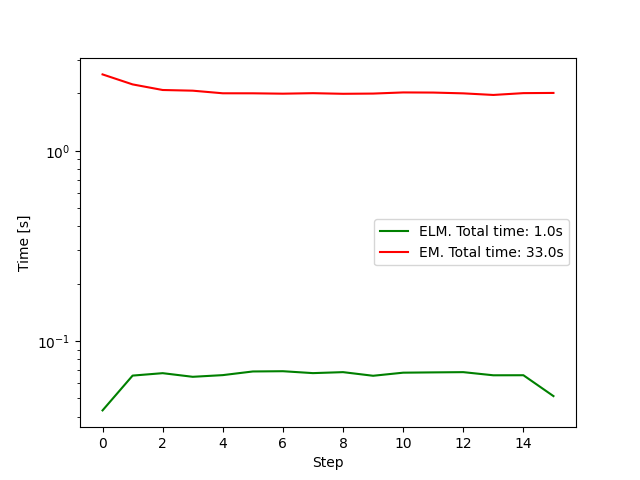 10⁰
10⁻¹
Time [s]
ELM. Total time: 1.0s
EM. Total time: 33.0s
0 2 4 6 8 10 12 14
Step